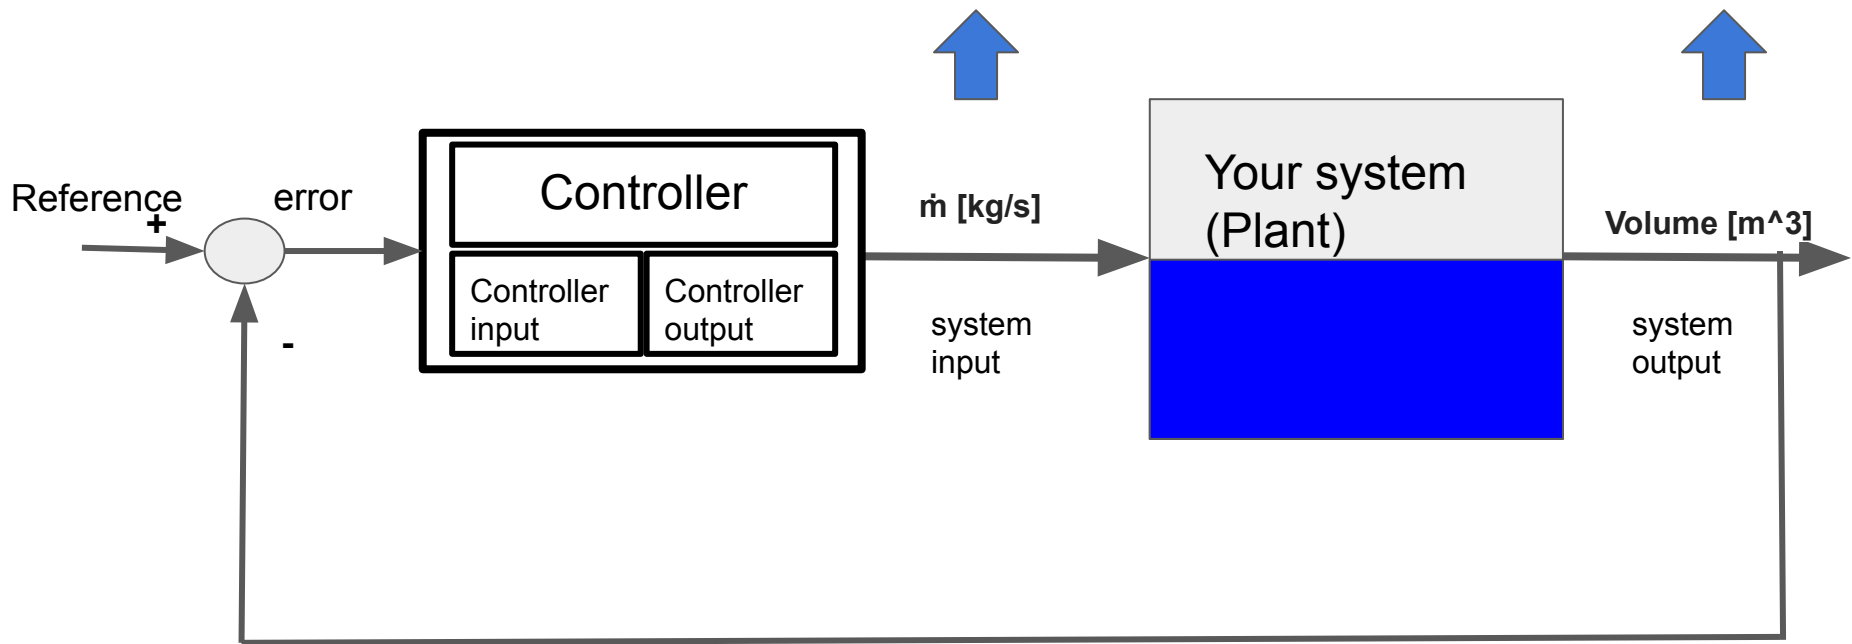 Reference
+
error
-
Controller
Controller
input
Controller
output
ṁ [kg/s]
system
input
Your system
(Plant)
Volume [m^3]
system
output